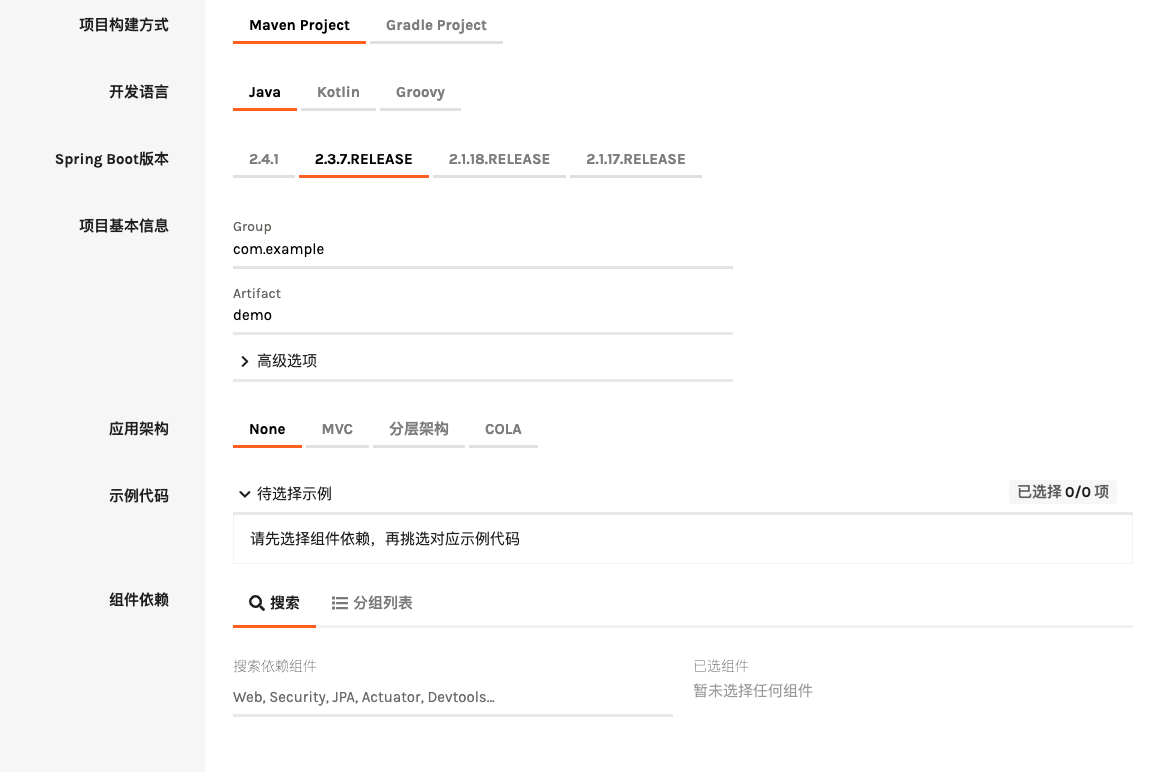 项目构建方式 Maven Project Gradle Project
开发语言 Java Kotlin Groovy
Spring Boot版本 2.4.1 2.3.7.RELEASE 2.1.18.RELEASE 2.1.17.RELEASE
项目基本信息 Group
com.example
Artifact
demo
高级选项
应用架构 None MVC 分层架构 COLA
示例代码 待选择示例 已选择 0/0 项
请先选择组件依赖，再挑选对应示例代码
组件依赖 搜索 分组列表
搜索依赖组件 已选组件
Web, Security, JPA, Actuator, Devtools... 暂未选择任何组件